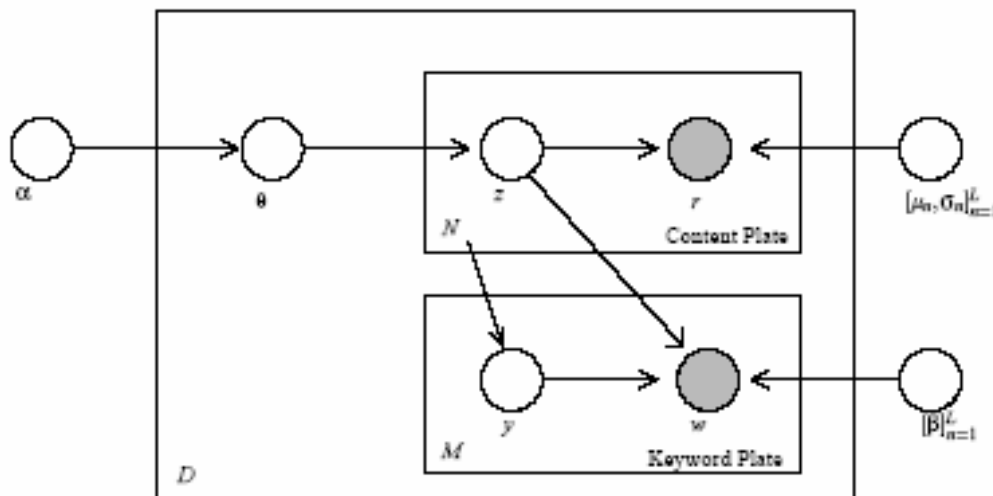 α
θ
z
r
[μₙ, σₙ]ᴸₙ₌₁
N
Content Plate
y
w
[β]ᴸₙ₌₁
M
Keyword Plate
D